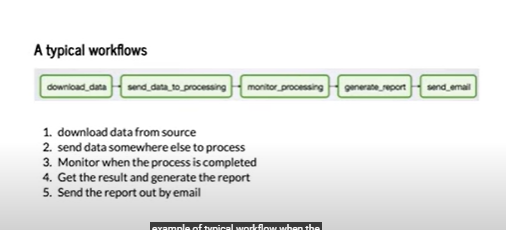 A typical workflows
download_data send_data_to_processing monitor_processing generate_report send_email
1. download data from source
2. send data somewhere else to process
3. Monitor when the process is completed
4. Get the result and generate the report
5. Send the report out by email
example of typical workflow when the